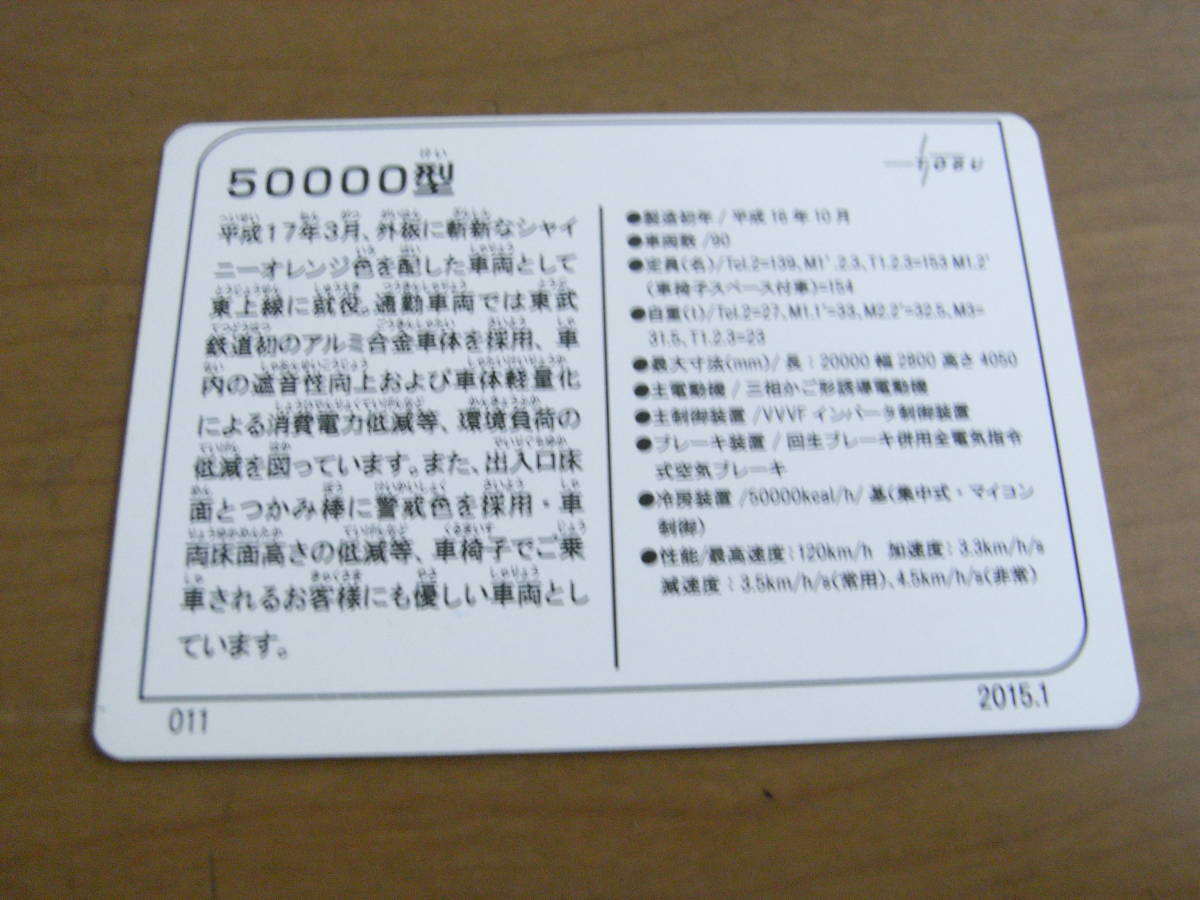 50000型
平成17年3月、外板に斬新なシャイ
ニーオレンジ色を配した車両として
東上線に就役。通勤車両では東武
鉄道初のアルミ合金車体を採用、車
内の遮音性向上および車体軽量化
による消費電力低減等、環境負荷の
低減を図っています。また、出入口床
面とつかみ棒に警戒色を採用・車
両床面高さの低減等、車椅子でご乗
車されるお客様にも優しい車両とし
ています。
TOBU
●製造初年/平成16年10月
●車両数/90
●定員(名)/Te1.2=139、M1'.2.3、T1.2.3=153 M1.2'
(車椅子スペース付車)=154
●自重(t)/Te1.2=27、M1.1'=33、M2.2'=32.5、M3=
31.5、T1.2.3=23
●最大寸法(mm)/長:20000 幅2800 高さ4050
●主電動機/三相かご形誘導電動機
●主制御装置/VVVFインバータ制御装置
●ブレーキ装置/回生ブレーキ併用全電気指令
式空気ブレーキ
●冷房装置/50000kcal/h/基(集中式・マイコン
制御)
●性能/最高速度:120km/h 加速度:3.3km/h/s
減速度:3.5km/h/s(常用)、4.5km/h/s(非常)
011
2015.1